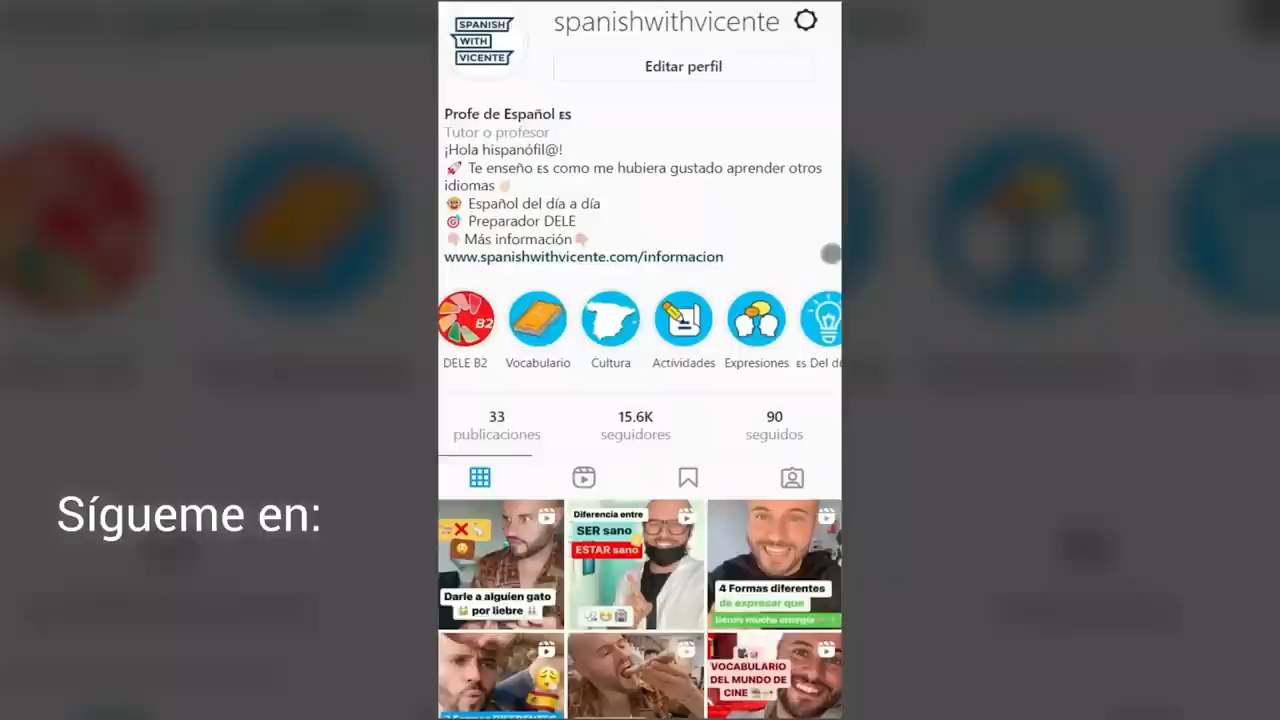 SPANISH
WITH
VICENTE
spanishwithvicente
Editar perfil
Profe de Español ES
Tutor o profesor
¡Hola hispanófil@!
Te enseño ES como me hubiera gustado aprender otros
idiomas
Español del día a día
Preparador DELE
Más información
www.spanishwithvicente.com/informacion
B2
DELE B2
Vocabulario
Cultura
Actividades
Expresiones
ES Del
33
15.6K
90
publicaciones
seguidores
seguidos
Sígueme en:
Darle a alguien gato
por liebre
Diferencia entre
SER sano
ESTAR sano
4 Formas diferentes
de expresar que
tienes mucha energía
VOCABULARIO
DEL MUNDO DE
CINE